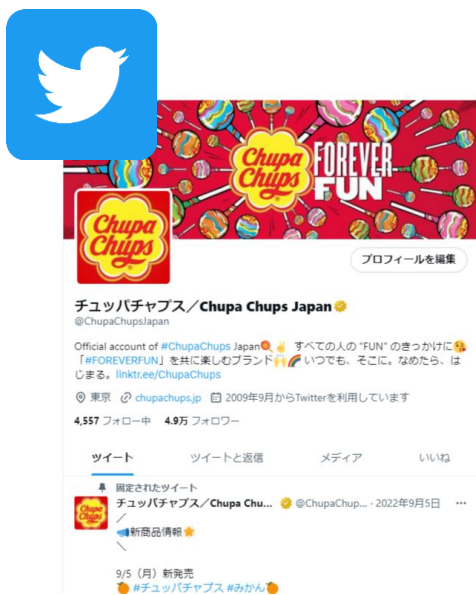 Chupa
Chups
FOREVER
FUN
Chupa
Chups
プロフィールを編集
チュッパチャプス／Chupa Chups Japan
@ChupaChupsJapan
Official account of #ChupaChups Japan🍭✌️ すべての人の "FUN" のきっかけに😘
「#FOREVERFUN」を共に楽しむブランド🙌🌈 いつでも、そこに。なめたら、は
じまる。linktr.ee/ChupaChups
東京 chupachups.jp 2009年9月からTwitterを利用しています
4,557 フォロー中 4.9万 フォロワー
ツイート ツイートと返信 メディア いいね
固定されたツイート
チュッパチャプス／Chupa Chu... @ChupaChup... · 2022年9月5日 ···
Chupa
Chups
／
📢新商品情報🌟
＼
9/5（月）新発売
🍊 #チュッパチャプス #みかん🍊